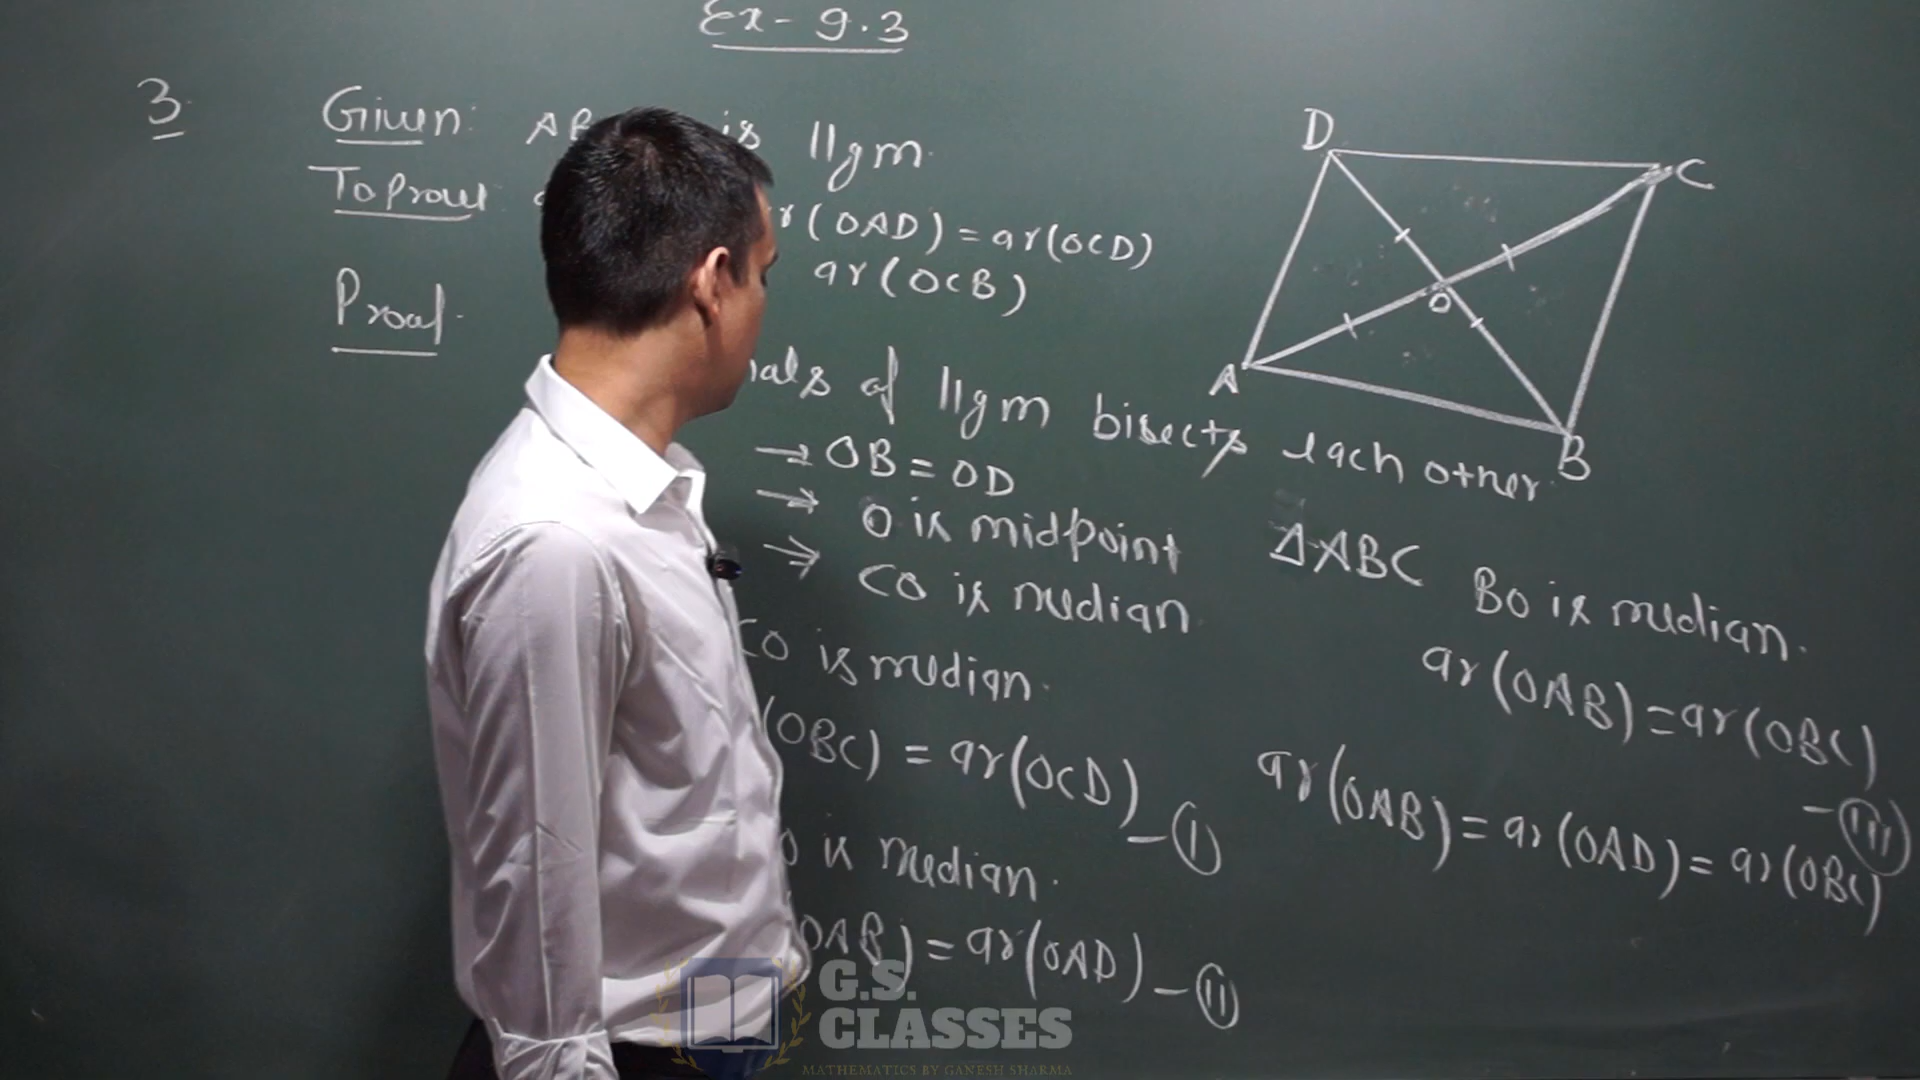 Ex - 9.3
3
Given: AB is ||gm.
To Prove (OAD) = ar(OCD)
ar(OCB)
Proof.
of ||gm bisects each other.
→ OB = OD
→ O is midpoint
→ CO is median
CO is median.
(OBC) = ar(OCD) - (I)
is median.
OAB) = ar(OAD) - (II)
D
C
O
A
B
ΔABC BO is median.
ar(OAB) = ar(OBC)
- (III)
ar(OAB) = ar(OAD) = ar(OBC)
G.S.
CLASSES
MATHEMATICS BY GANESH SHARMA